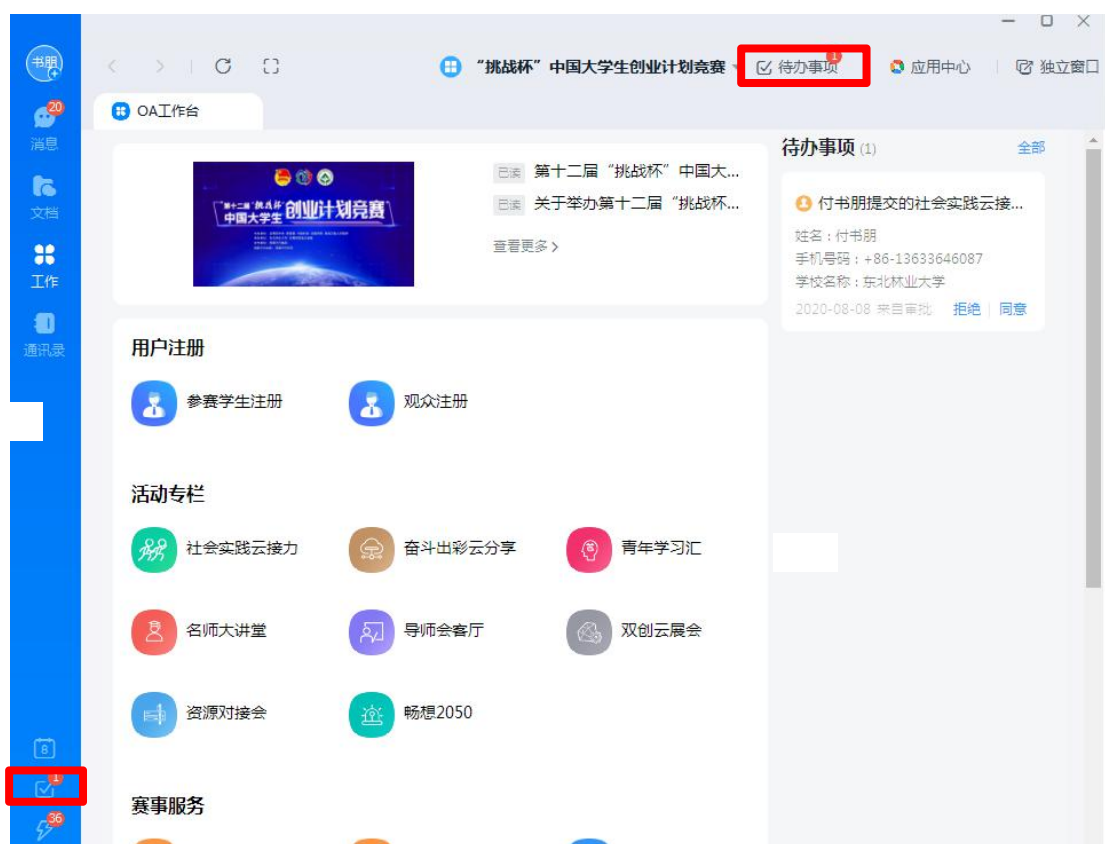 书朋
“挑战杯”中国大学生创业计划竞赛
待办事项
1
应用中心
独立窗口
20
消息
文档
工作
通讯录
8
1
36
OA工作台
“第十二届“挑战杯”
中国大学生 创业计划竞赛
已读 第十二届“挑战杯”中国大...
已读 关于举办第十二届“挑战杯...
查看更多 >
待办事项 (1) 全部
付书朋提交的社会实践云接...
姓名：付书朋
手机号码：+86-13633646087
学校名称：东北林业大学
2020-08-08 来自审批 拒绝 同意
用户注册
参赛学生注册 观众注册
活动专栏
社会实践云接力 奋斗出彩云分享 青年学习汇
名师大讲堂 导师会客厅 双创云展会
资源对接会 畅想2050
赛事服务